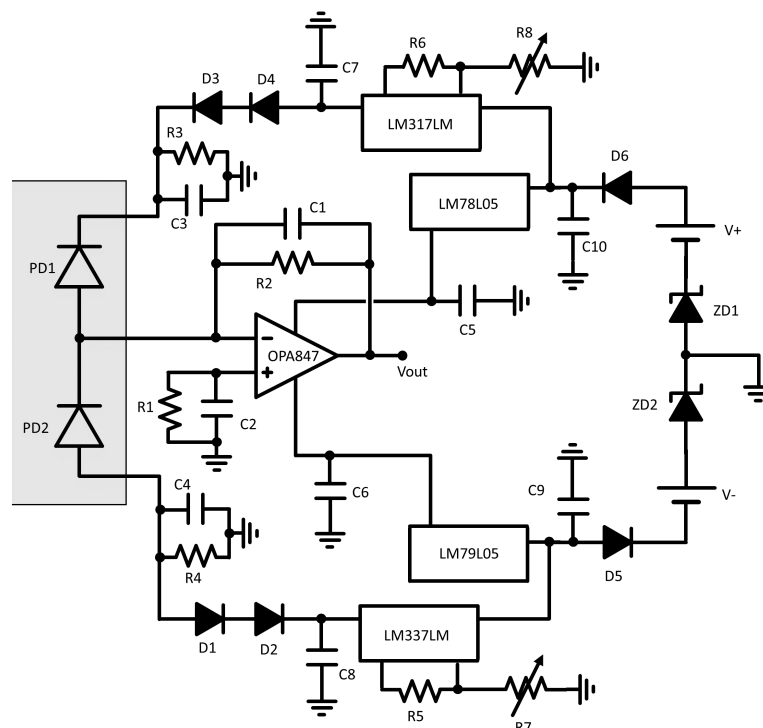 R8
R6
C7
D3
D4
LM317LM
R3
D6
LM78L05
C3
C1
V+
C10
PD1
R2
ZD1
C5
OPA847
Vout
R1
ZD2
C2
PD2
C4
C6
C9
V-
LM79L05
R4
D5
LM337LM
D1
D2
C8
R5
R7